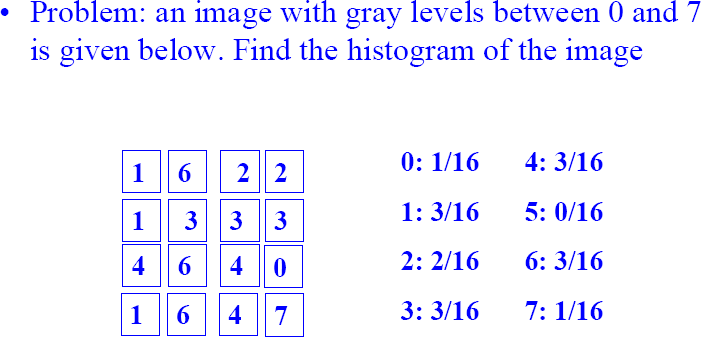 • Problem: an image with gray levels between 0 and 7
is given below. Find the histogram of the image
1 6 2 2 0: 1/16 4: 3/16
1 3 3 3 1: 3/16 5: 0/16
4 6 4 0 2: 2/16 6: 3/16
1 6 4 7 3: 3/16 7: 1/16